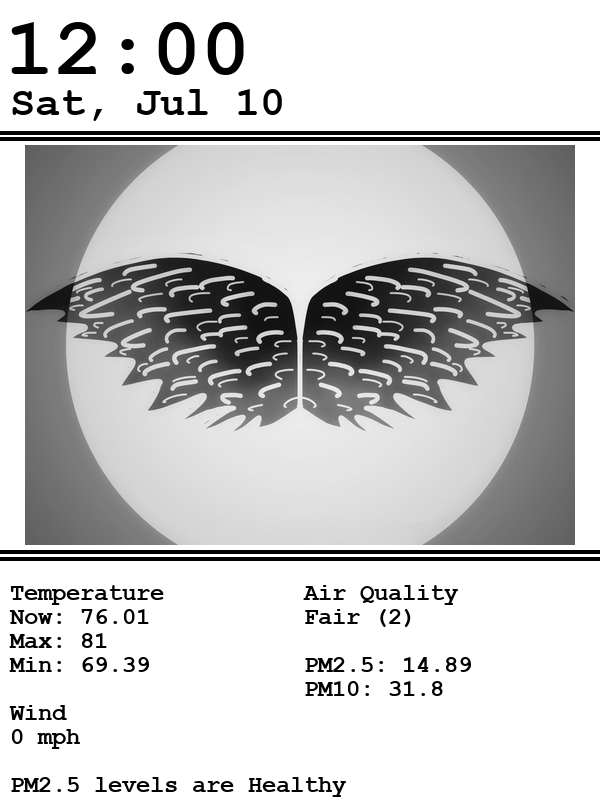 12:00
Sat, Jul 10
Temperature
Now: 76.01
Max: 81
Min: 69.39
Wind
0 mph
Air Quality
Fair (2)
PM2.5: 14.89
PM10: 31.8
PM2.5 levels are Healthy